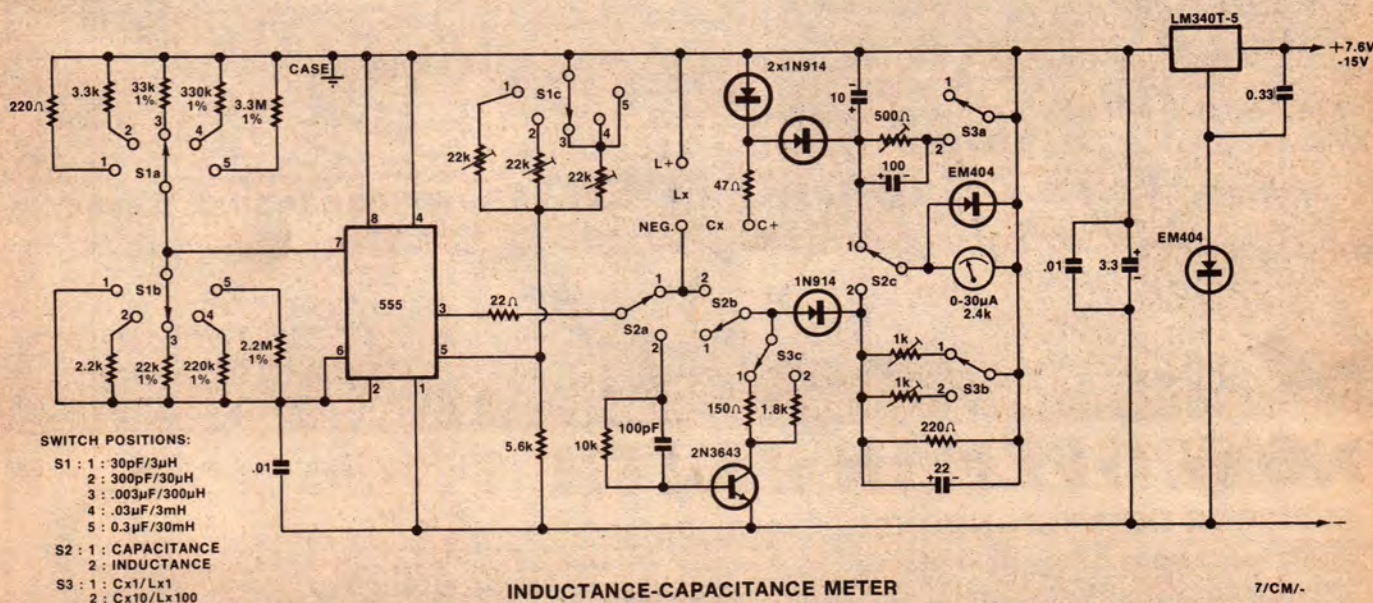 LM340T-5
+7.6V
-15V
0.33
CASE
220Ω
3.3k
33k
1%
330k
1%
3.3M
1%
1
2
3
4
5
S1a
8
4
1
S1c
5
2
3
4
22k
22k
22k
2x1N914
10
+
-
500Ω
1
S3a
2
100
+ -
EM404
L+
Lx
NEG.
Cx
C+
47Ω
7
555
3
6
5
2
1
1
S1b
5
2
3
4
2.2k
22k
1%
220k
1%
2.2M
1%
22Ω
1
2
S2a
2
S2b
1
1N914
1
S2c
2
0-30µA
2.4k
.01
3.3
+
-
EM404
S3c
1
2
150Ω
1.8k
1k
1
S3b
1k
2
220Ω
22
+ -
100pF
10k
2N3643
5.6k
.01
-
SWITCH POSITIONS:
S1 : 1 : 30pF/3µH
2 : 300pF/30µH
3 : .003µF/300µH
4 : .03µF/3mH
5 : 0.3µF/30mH
S2 : 1 : CAPACITANCE
2 : INDUCTANCE
S3 : 1 : Cx1/Lx1
2 : Cx10/Lx100
INDUCTANCE-CAPACITANCE METER
7/CM/-